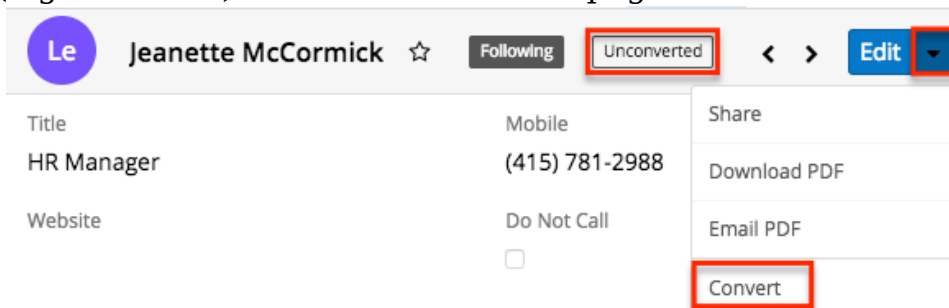 Le Jeanette McCormick ☆ Following Unconverted < > Edit
Title Mobile Share
HR Manager (415) 781-2988 Download PDF
Website Do Not Call Email PDF
Convert